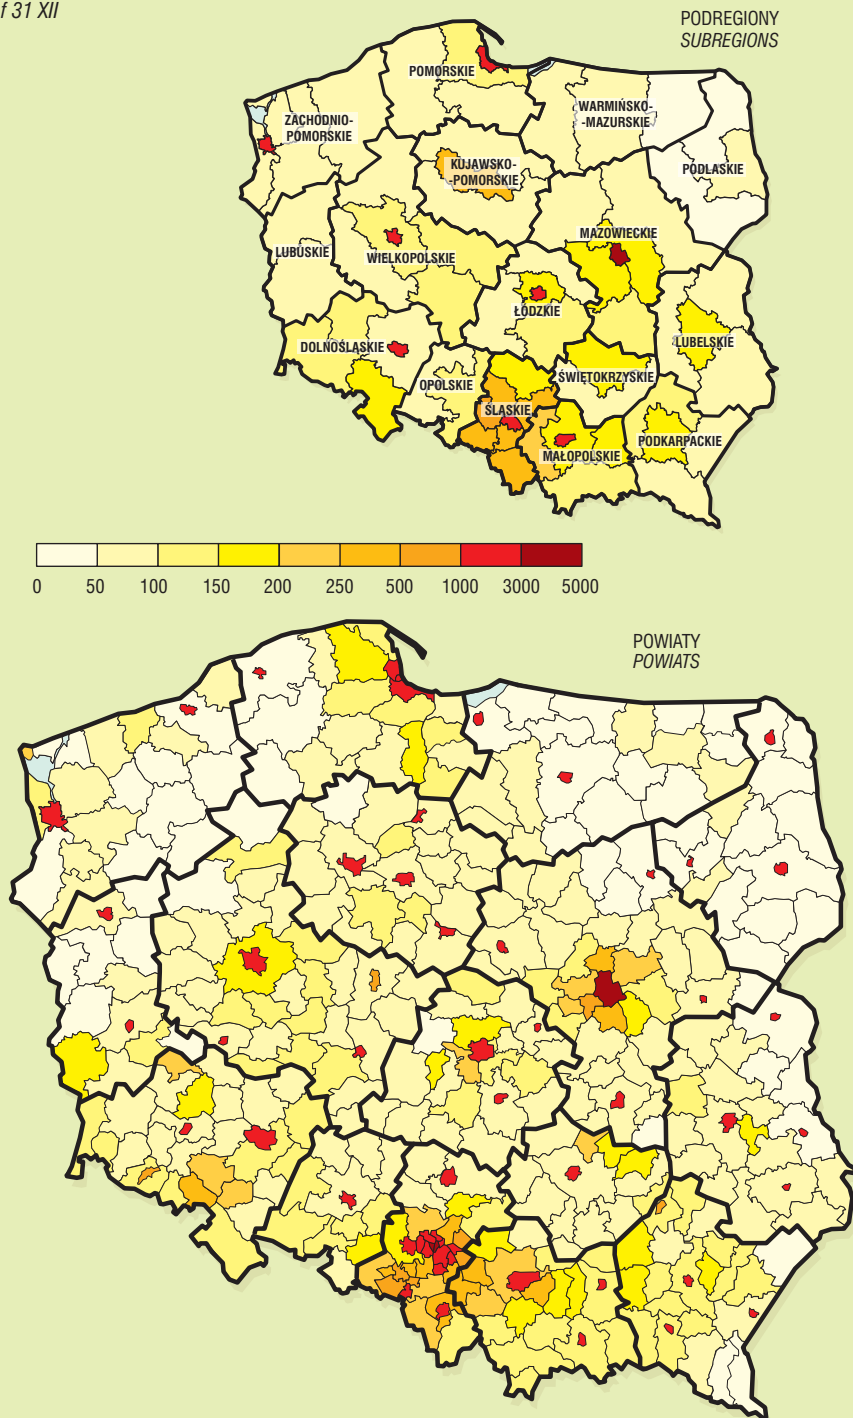 f 31 XII
PODREGIONY
SUBREGIONS
POMORSKIE
WARMIŃSKO-
-MAZURSKIE
ZACHODNIO-
POMORSKIE
KUJAWSKO-
-POMORSKIE
PODLASKIE
MAZOWIECKIE
LUBUSKIE
WIELKOPOLSKIE
ŁÓDZKIE
DOLNOŚLĄSKIE
LUBELSKIE
OPOLSKIE
ŚWIĘTOKRZYSKIE
ŚLĄSKIE
PODKARPACKIE
MAŁOPOLSKIE
0 50 100 150 200 250 500 1000 3000 5000
POWIATY
POWIATS